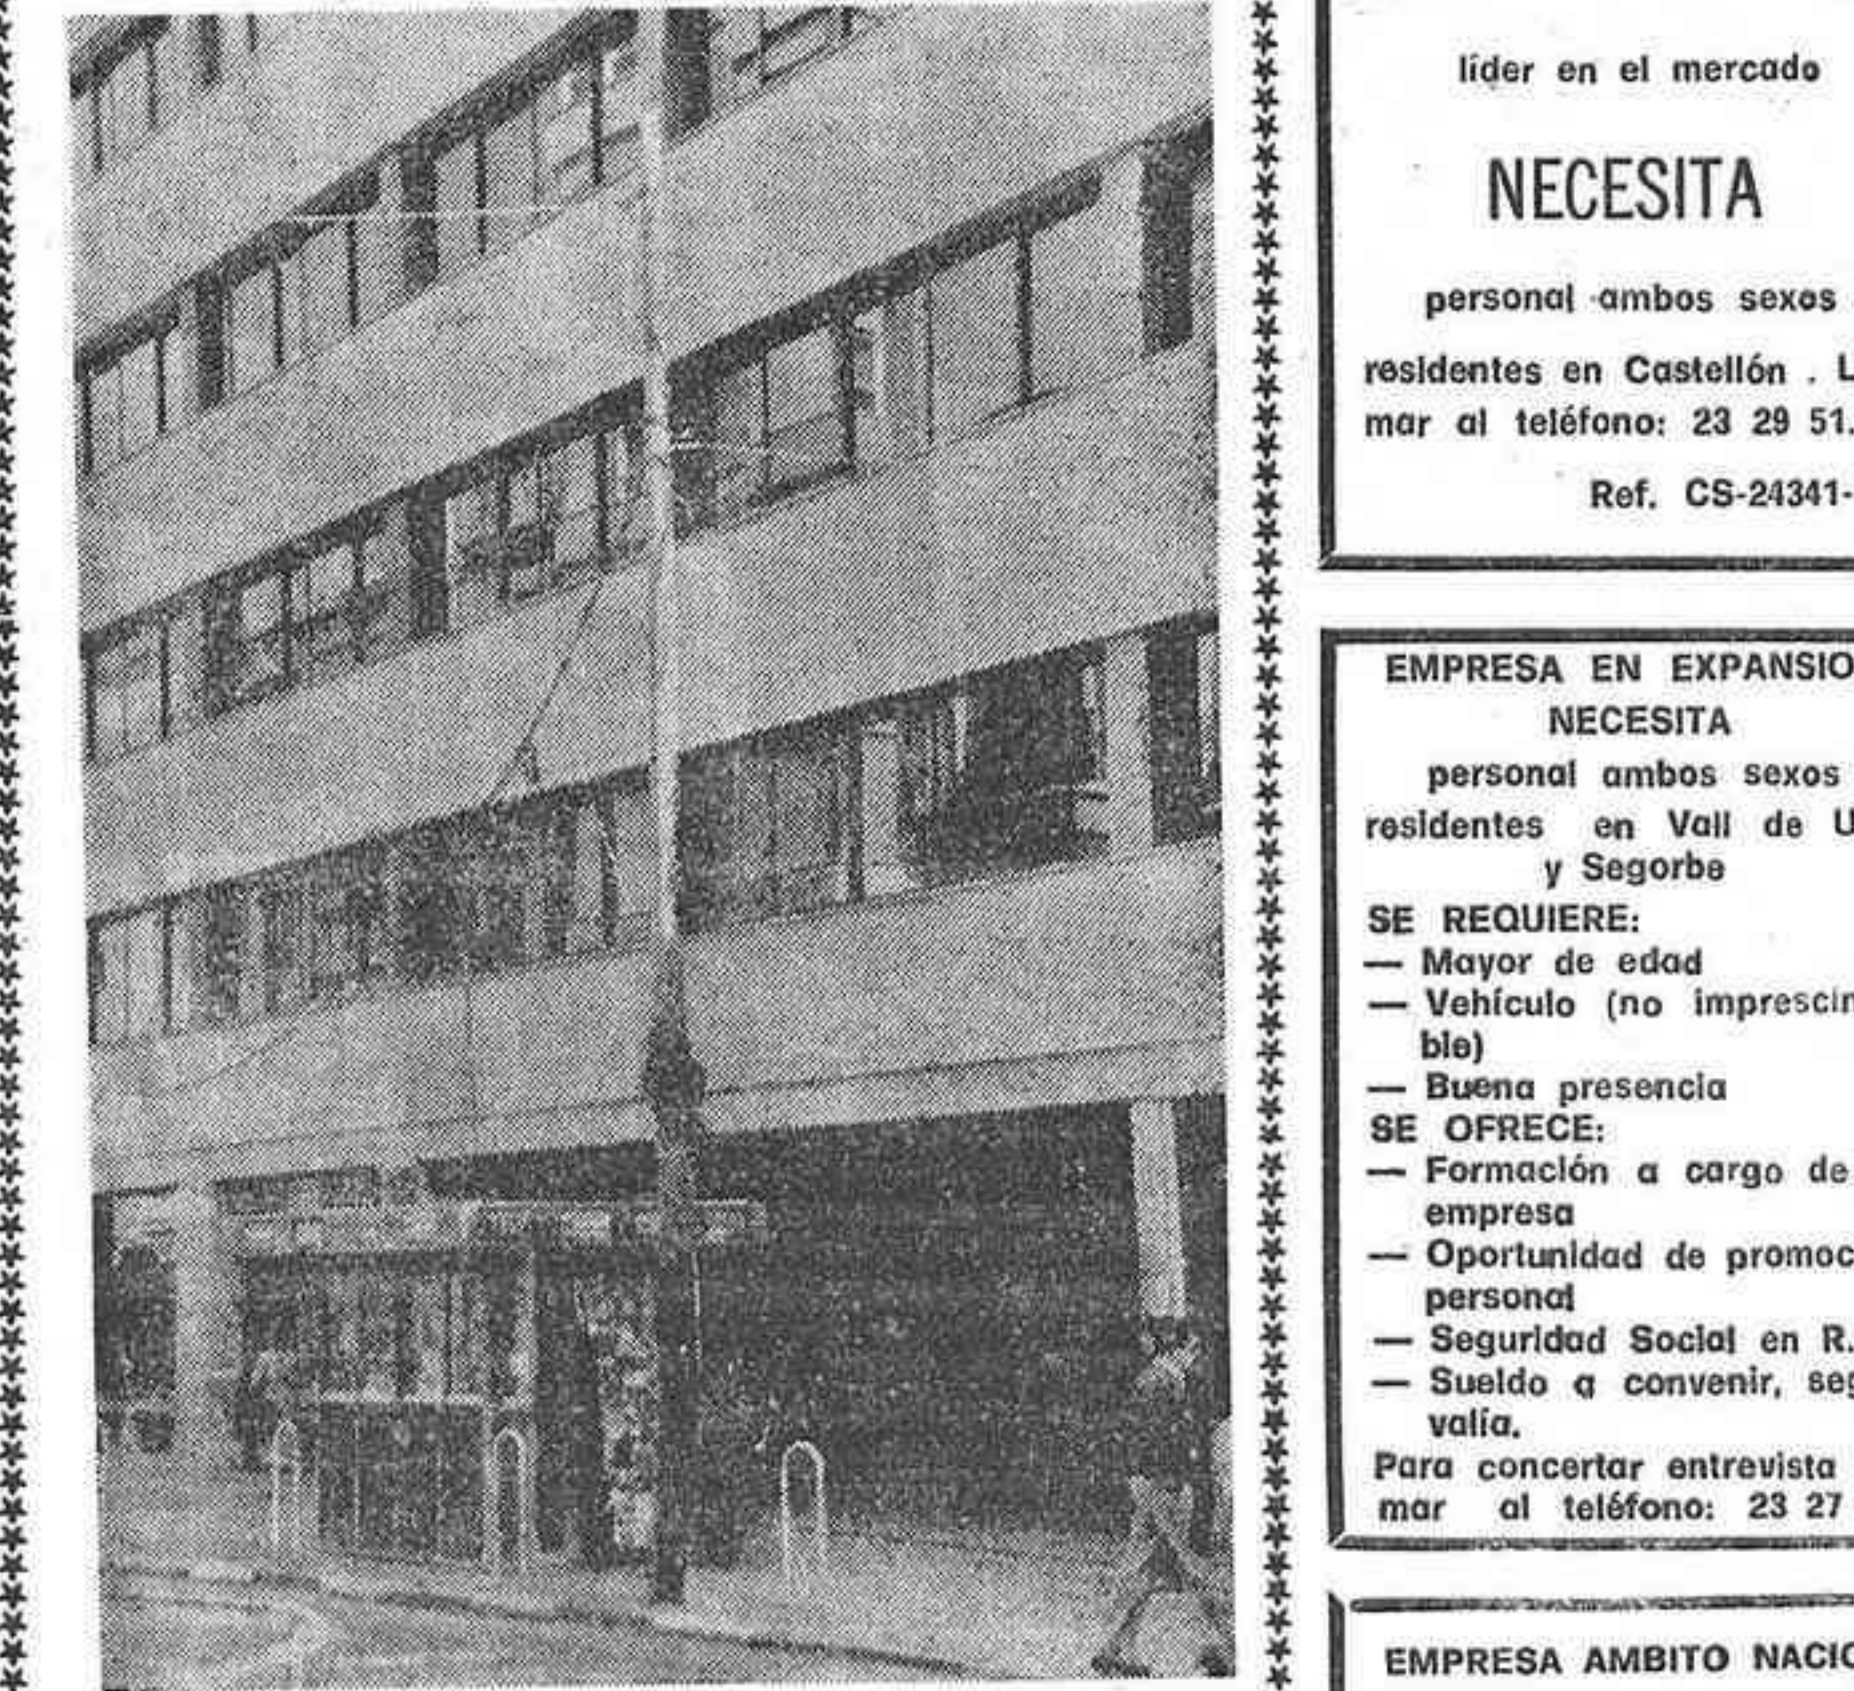 líder en el mercado
NECESITA
personal ambos sexos
residentes en Castellón . L
mar al teléfono: 23 29 51.
Ref. CS-24341-
EMPRESA EN EXPANSIO
NECESITA
personal ambos sexos
residentes en Vall de U
y Segorbe
SE REQUIERE:
— Mayor de edad
— Vehículo (no imprescin
ble)
— Buena presencia
SE OFRECE:
— Formación a cargo de
empresa
— Oportunidad de promoc
personal
— Seguridad Social en R.
— Sueldo a convenir, seg
valía.
Para concertar entrevista
mar al teléfono: 23 27
EMPRESA AMBITO NACIO